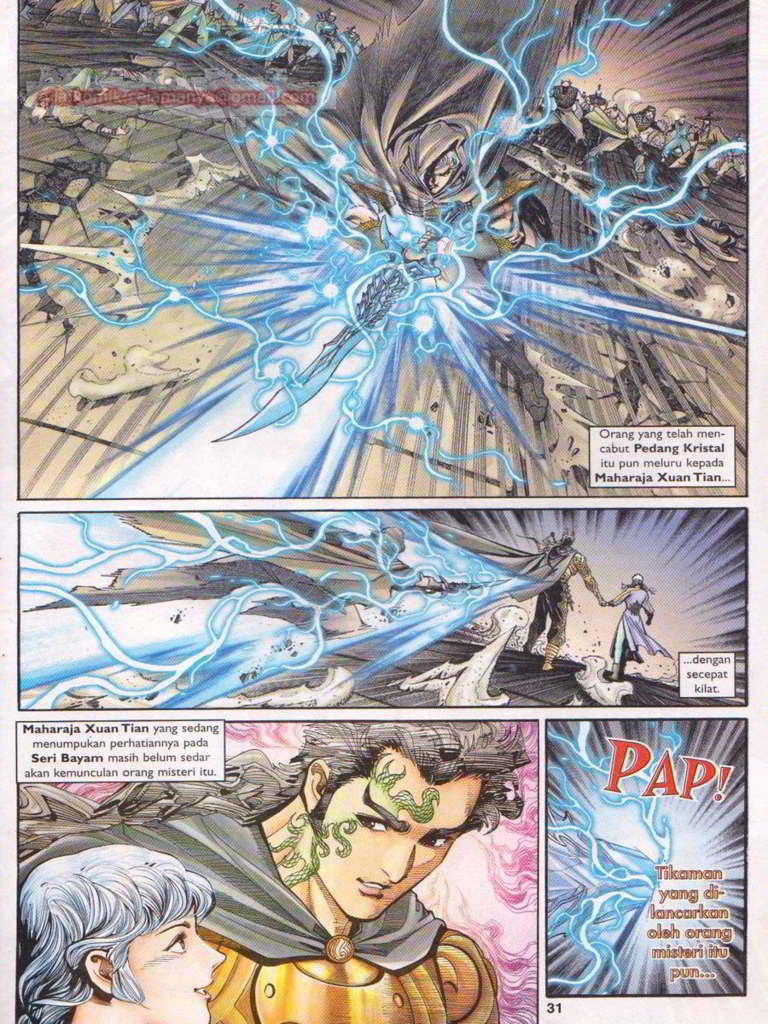 Orang yang telah men-
cabut Pedang Kristal
itu pun meluru kepada
Maharaja Xuan Tian...
...dengan
secepat
kilat.
Maharaja Xuan Tian yang sedang
menumpukan perhatiannya pada
Seri Bayam masih belum sedar
akan kemunculan orang misteri itu.
PAP!
Tikaman
yang di-
lancarkan
oleh orang
misteri itu
pun...
31